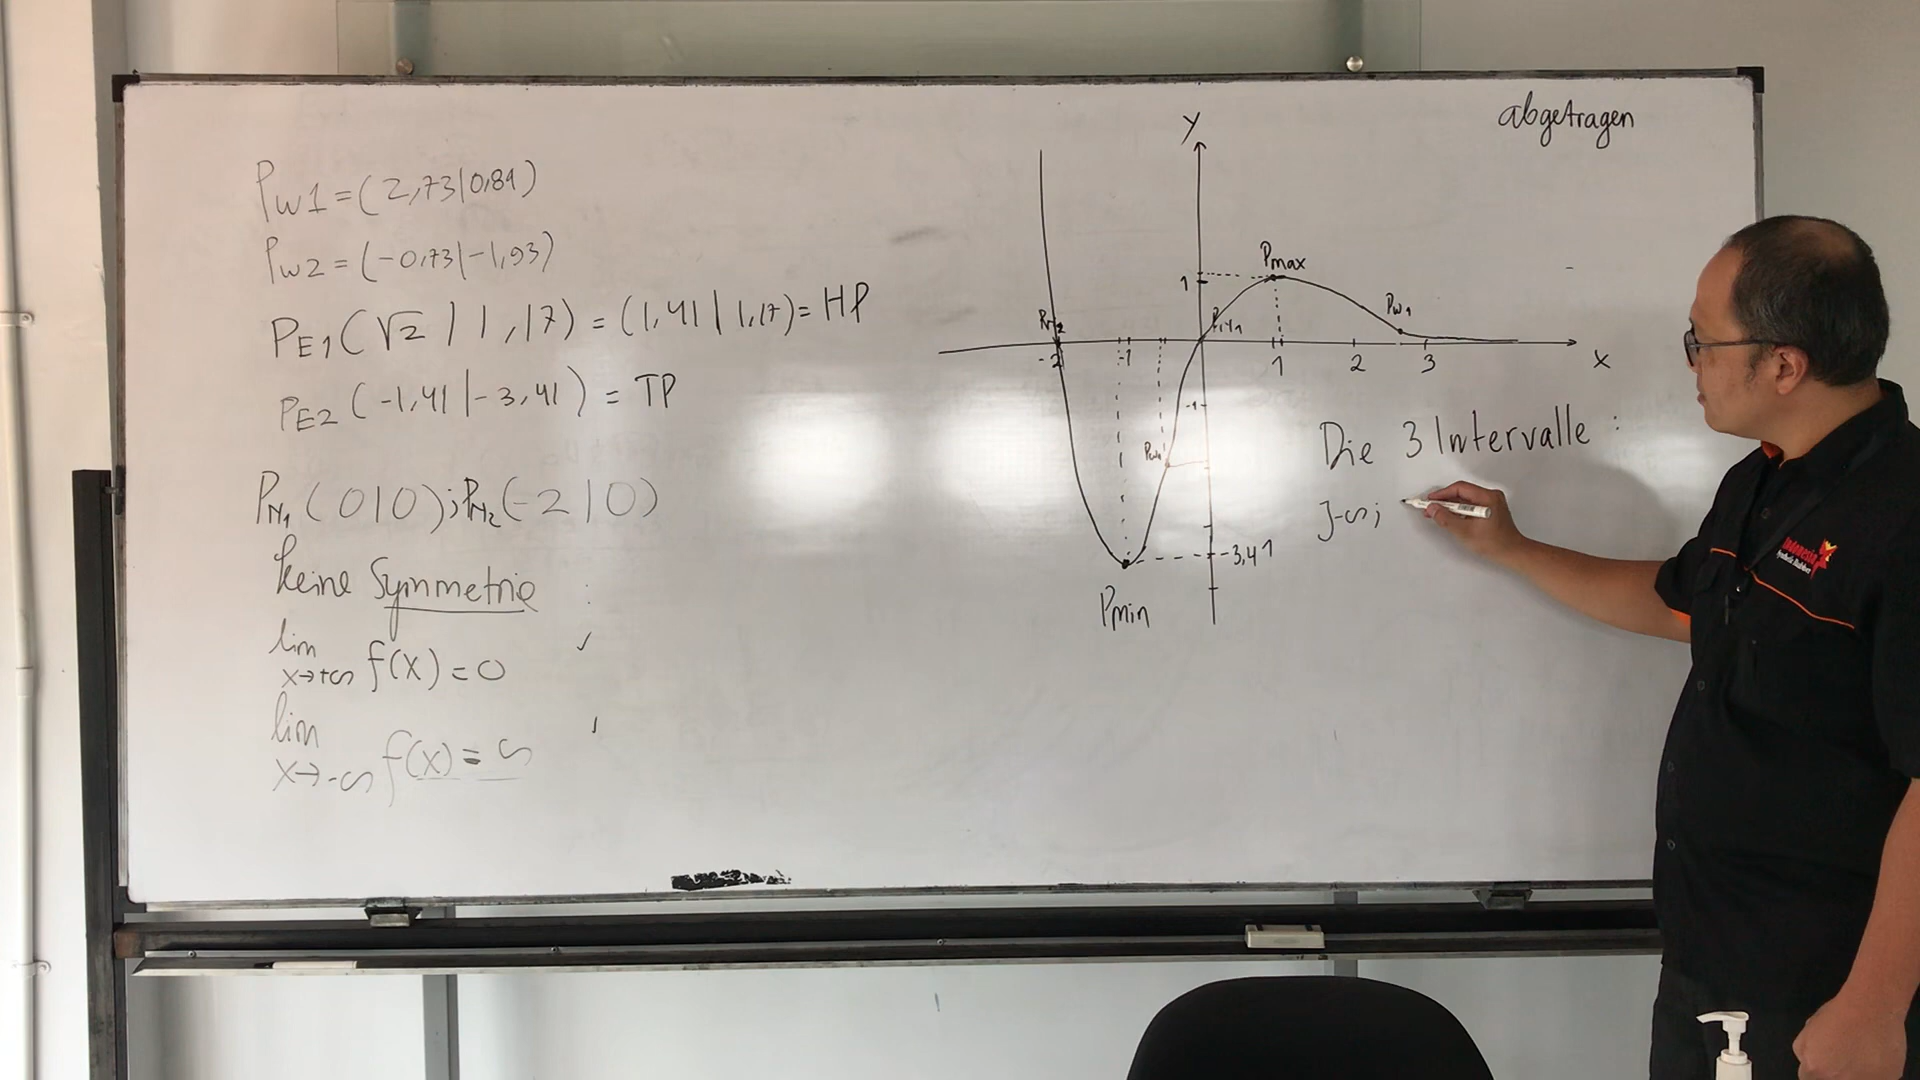 abgetragen
Pw1 = (2,73|0,81)
Pw2 = (-0,73|-1,93)
PE1 (√2 | 1,17) = (1,41 | 1,17) = HP
PE2 (-1,41 | -3,41) = TP
PN1 (0|0); PN2 (-2|0)
keine Symmetrie
lim x→+∞ f(x) = 0
lim x→-∞ f(x) = ∞
y
Pmax
1
Pw1
PN2
-2
-1
1
2
3
x
-1
-3,41
Pmin
Die 3 Intervalle:
]-∞;
Indonesia